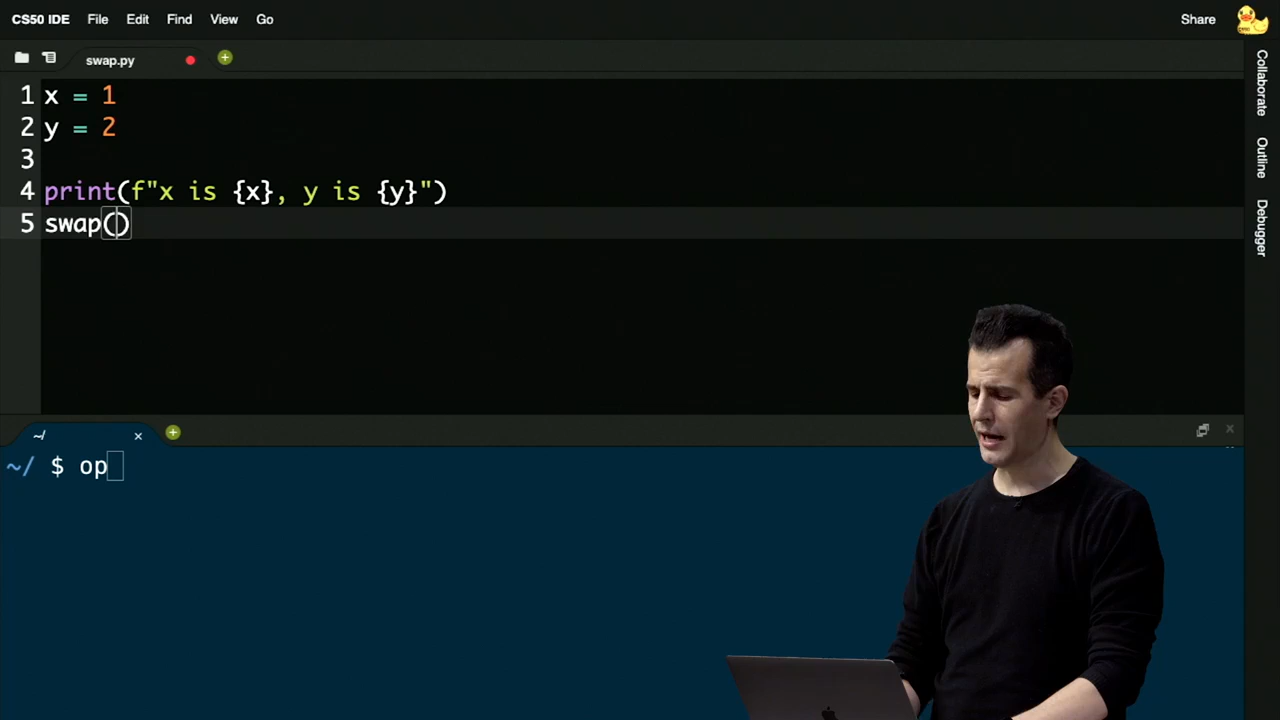 CS50 IDE File Edit Find View Go Share
swap.py
1 x = 1
2 y = 2
3
4 print(f"x is {x}, y is {y}")
5 swap()
~/
~/ $ op
Collaborate
Outline
Debugger